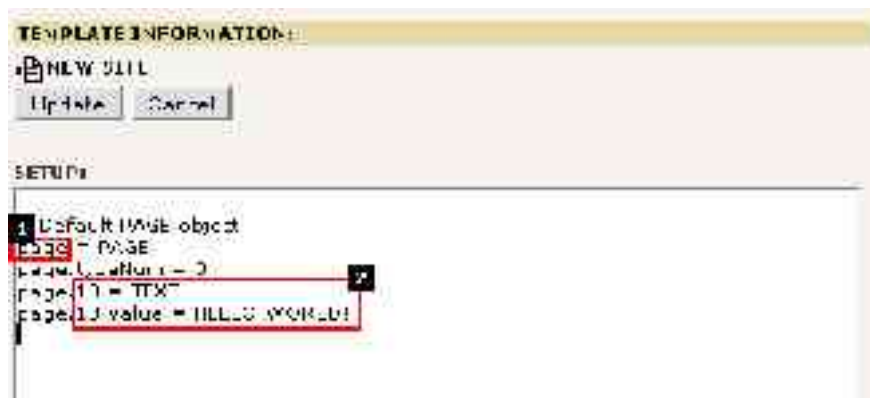 TEMPLATE INFORMATION:
NEW SITE
Update Cancel
SETUP:
1 Default PAGE object
page = PAGE
page.typeNum = 0
2
page.10 = TEXT
page.10.value = HELLO WORLD!